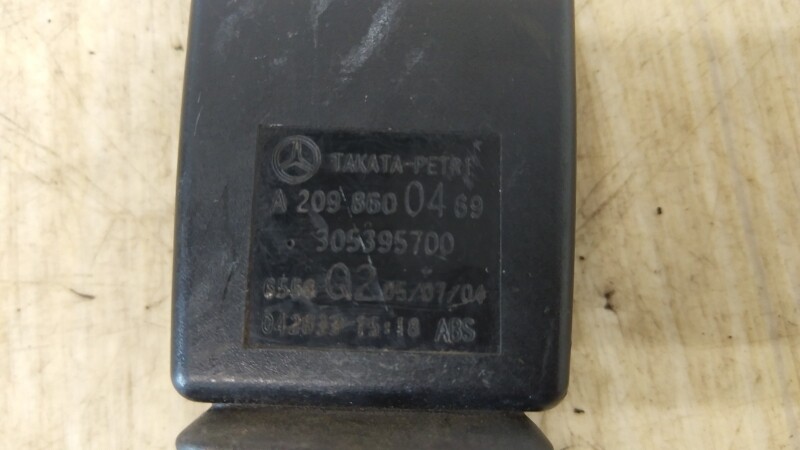 TAKATA-PETRI
A 209 860 04 69
305395700
Q2 05/07/04
15:18 ABS